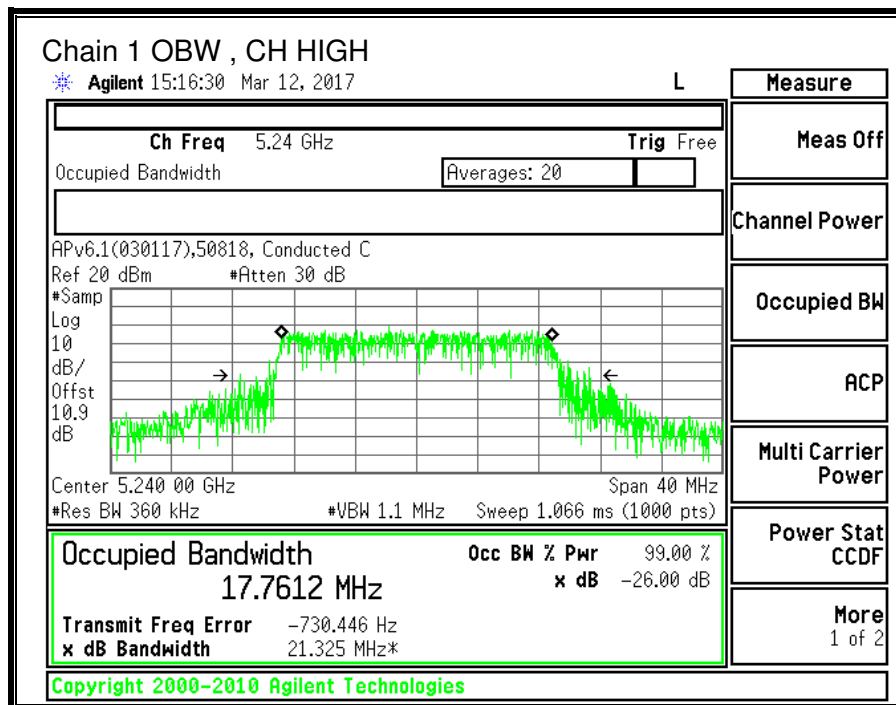 Chain 1 OBW , CH HIGH
Agilent 15:16:30 Mar 12, 2017 L
Measure
Ch Freq 5.24 GHz Trig Free
Meas Off
Occupied Bandwidth Averages: 20
Channel Power
APv6.1(030117),50818, Conducted C
Ref 20 dBm #Atten 30 dB
#Samp
Log
10
dB/
Offst
10.9
dB
Occupied BW
ACP
Multi Carrier
Power
Center 5.240 00 GHz Span 40 MHz
#Res BW 360 kHz #VBW 1.1 MHz Sweep 1.066 ms (1000 pts)
Power Stat
CCDF
Occupied Bandwidth Occ BW % Pwr 99.00 %
17.7612 MHz x dB -26.00 dB
Transmit Freq Error -730.446 Hz
x dB Bandwidth 21.325 MHz*
More
1 of 2
Copyright 2000-2010 Agilent Technologies